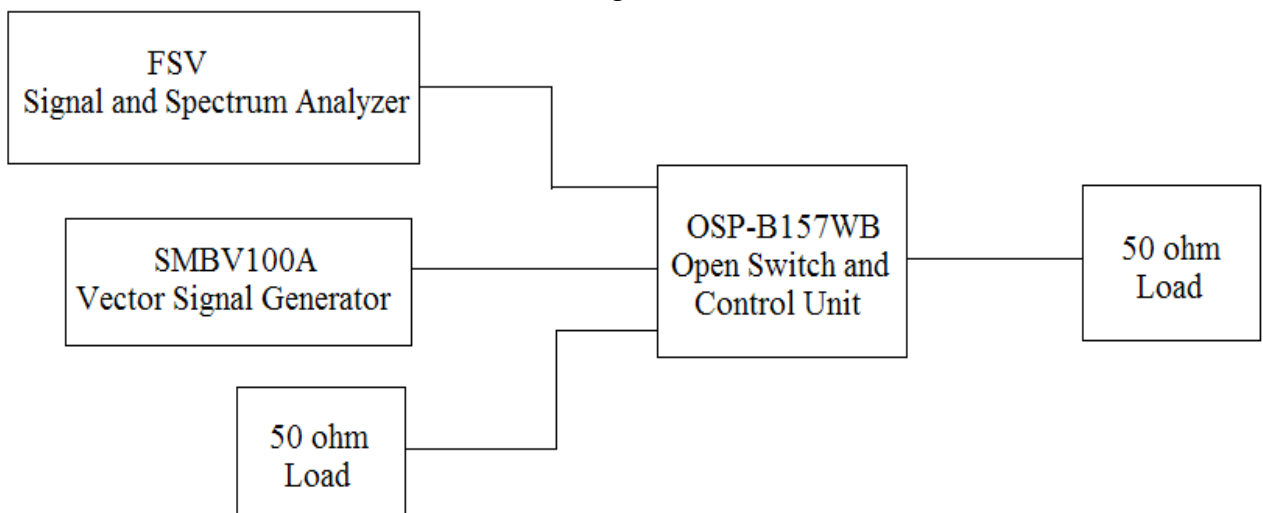 FSV
Signal and Spectrum Analyzer
SMBV100A
Vector Signal Generator
50 ohm
Load
OSP-B157WB
Open Switch and
Control Unit
50 ohm
Load